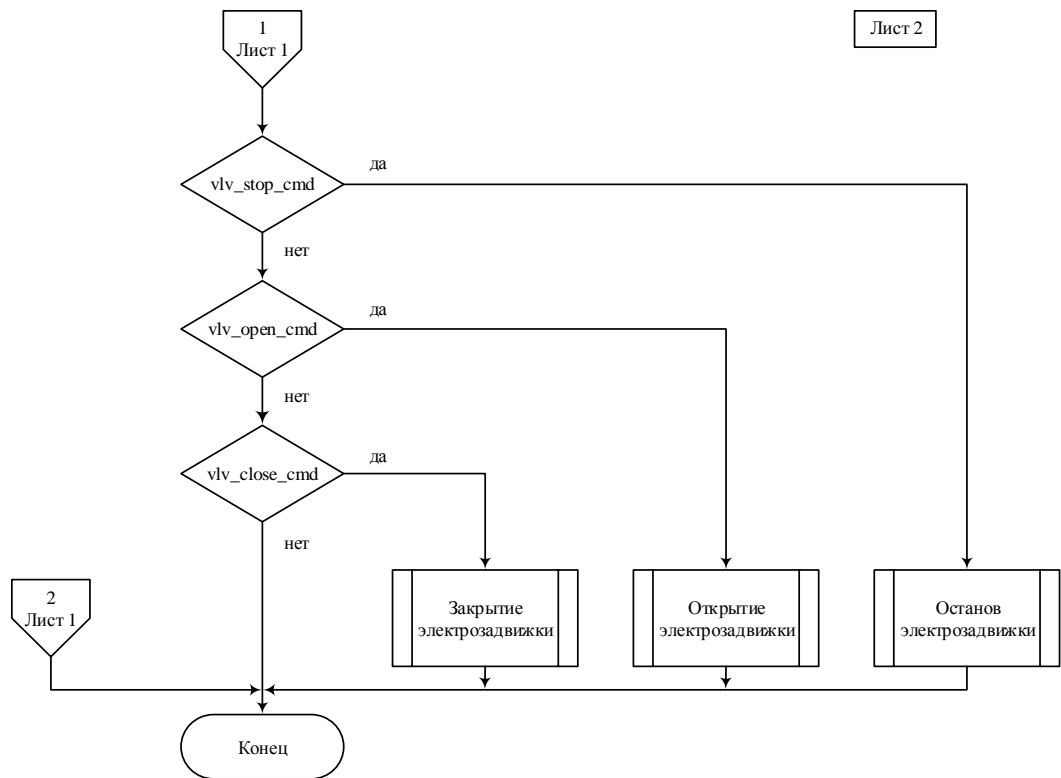 1
Лист 1
Лист 2
да
vlv_stop_cmd
нет
да
vlv_open_cmd
нет
да
vlv_close_cmd
нет
2
Лист 1
Закрытие
электрозадвижки
Открытие
электрозадвижки
Останов
электрозадвижки
Конец